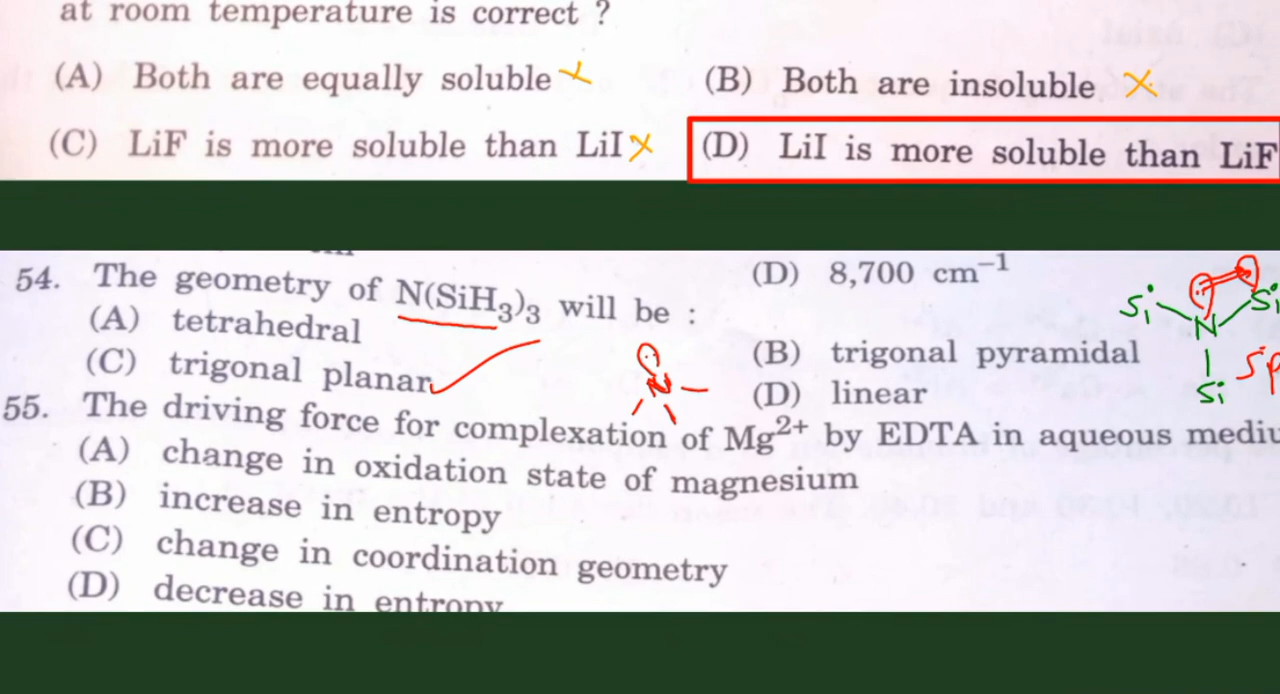 at room temperature is correct ?
(A) Both are equally soluble ×
(B) Both are insoluble. ×
(C) LiF is more soluble than LiI ×
(D) LiI is more soluble than LiF
(D) 8,700 cm⁻¹
54. The geometry of N(SiH₃)₃ will be :
(A) tetrahedral
(B) trigonal pyramidal
(C) trigonal planar
(D) linear
N
Si
Si
N
Si
sp
55. The driving force for complexation of Mg²⁺ by EDTA in aqueous
(A) change in oxidation state of magnesium
(B) increase in entropy
(C) change in coordination geometry
(D) decrease in entropy